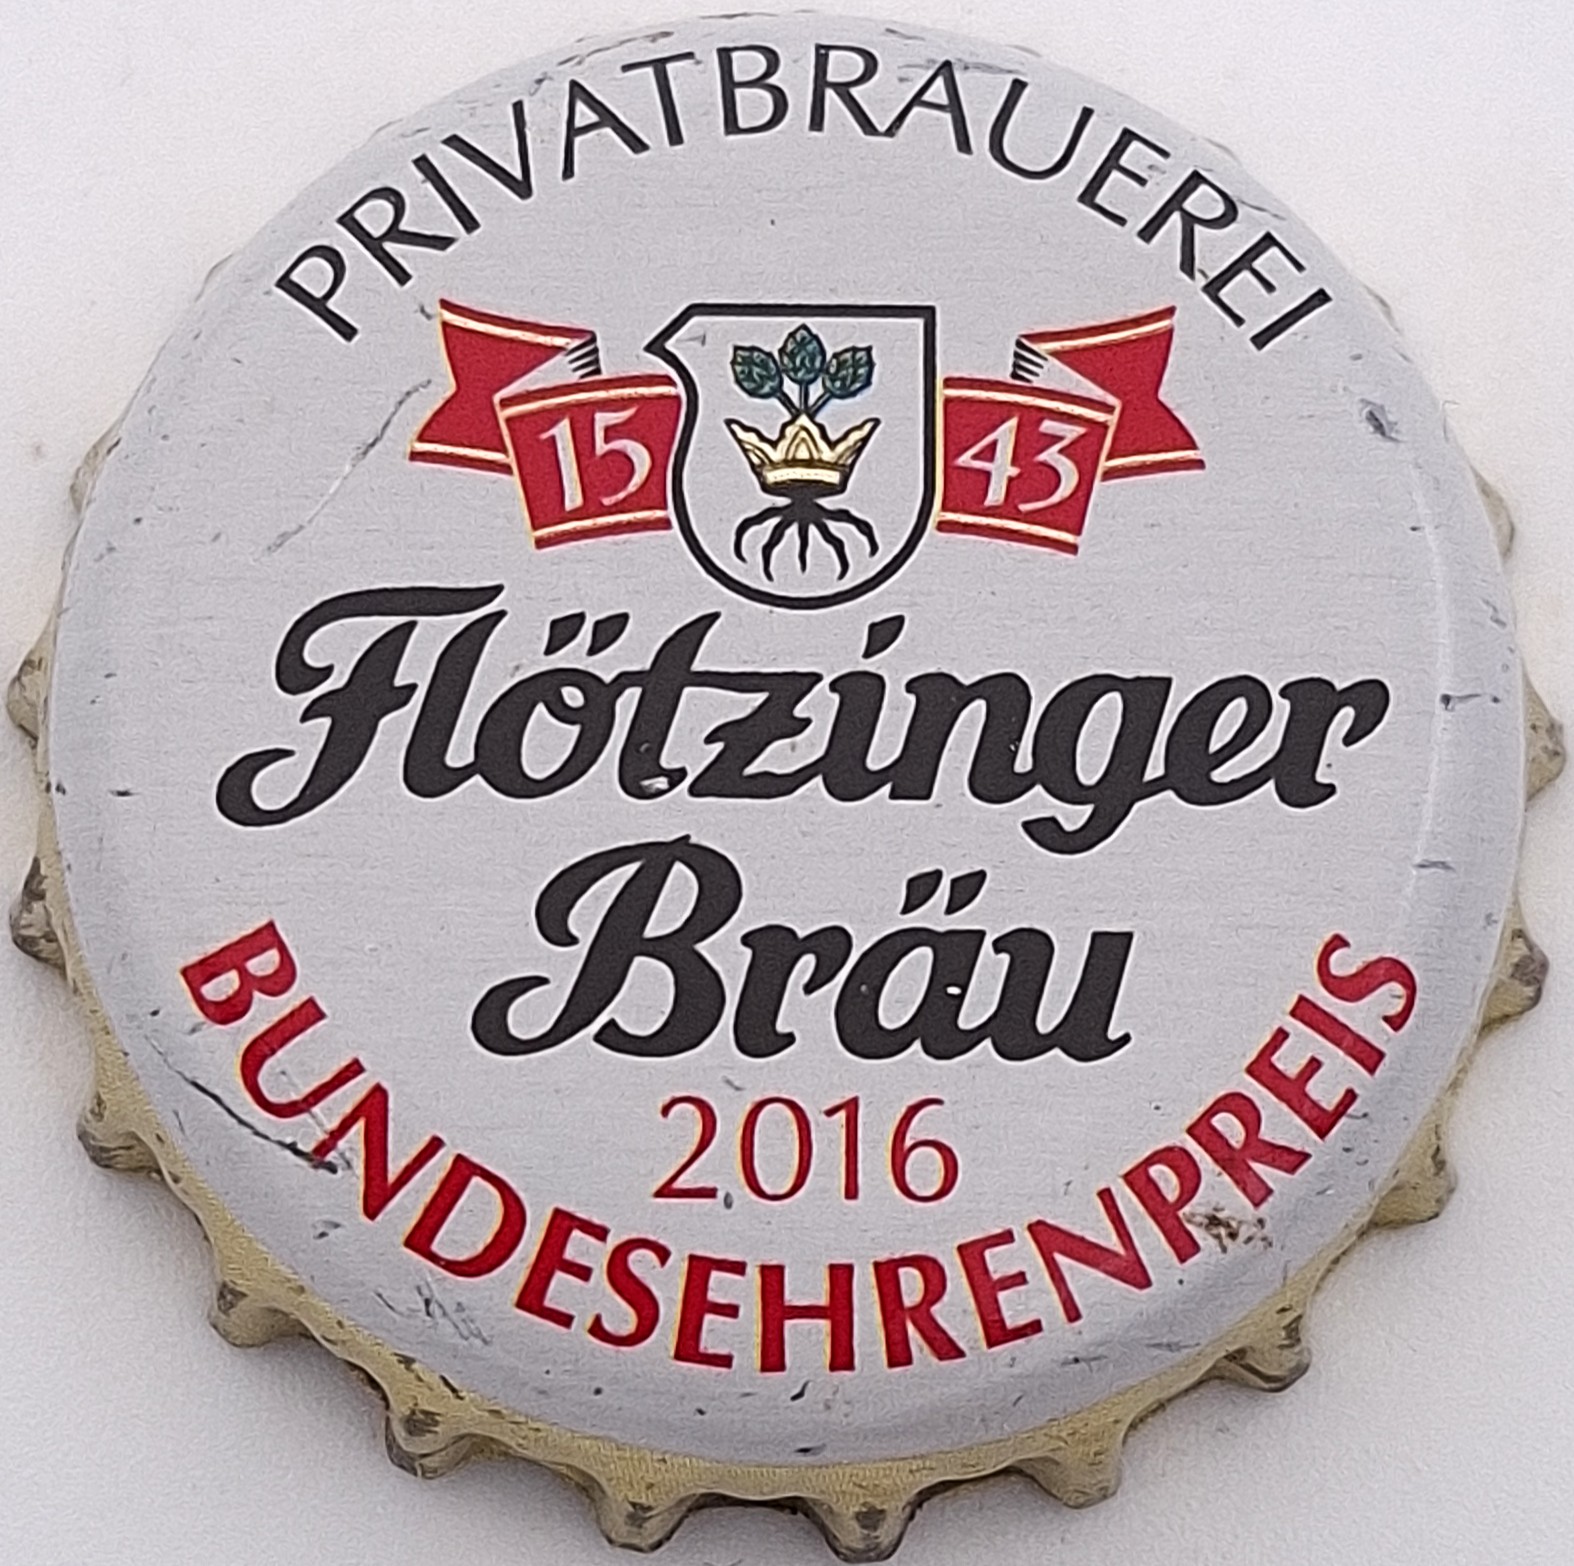 PRIVATBRAUEREI
15 43
Flötzinger
Bräu
2016
BUNDESEHRENPREIS